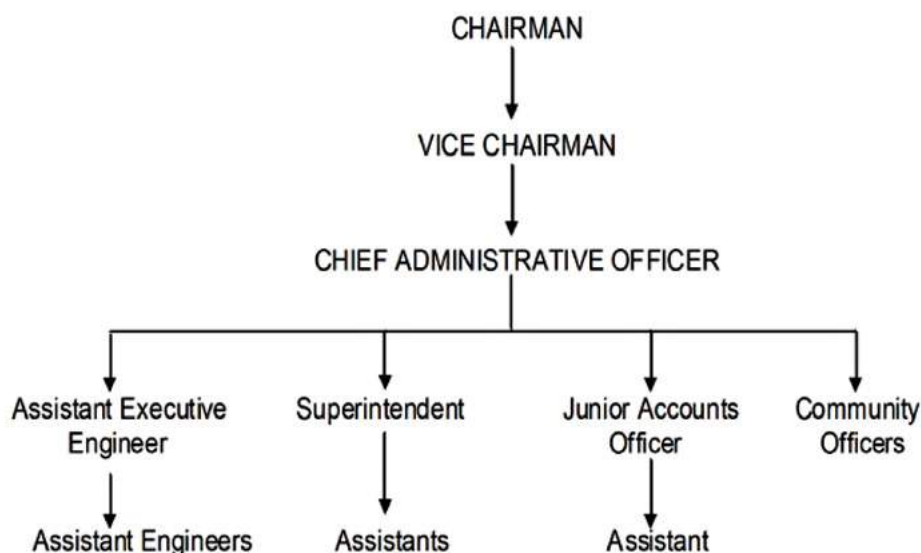 CHAIRMAN
VICE CHAIRMAN
CHIEF ADMINISTRATIVE OFFICER
Assistant Executive
Engineer
Superintendent
Junior Accounts
Officer
Community
Officers
Assistant Engineers
Assistants
Assistant